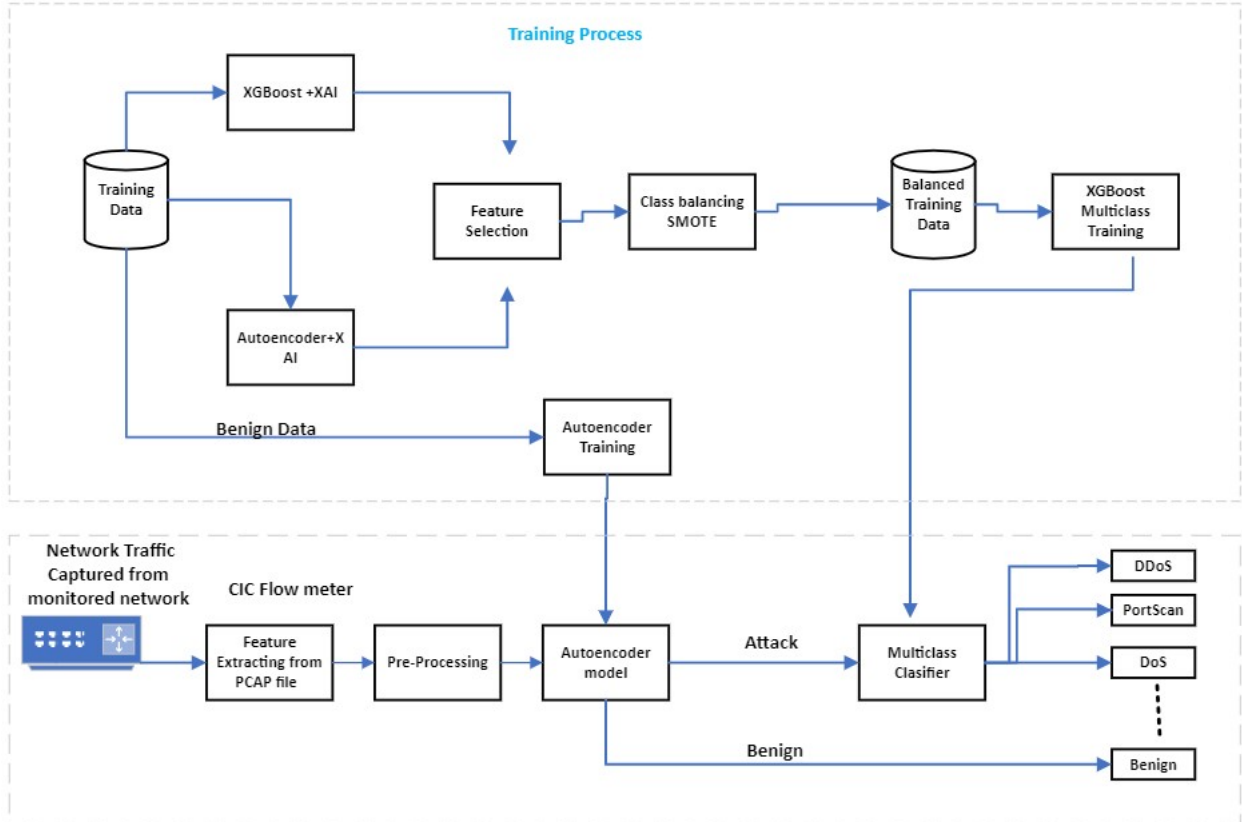 Training Process
XGBoost +XAI
Training
Data
Feature
Selection
Class balancing
SMOTE
Balanced
Training
Data
XGBoost
Multiclass
Training
Autoencoder+X
AI
Benign Data
Autoencoder
Training
Network Traffic
Captured from
monitored network
CIC Flow meter
Feature
Extracting from
PCAP file
Pre-Processing
Autoencoder
model
Attack
Multiclass
Clasifier
DDoS
PortScan
DoS
Benign
Benign